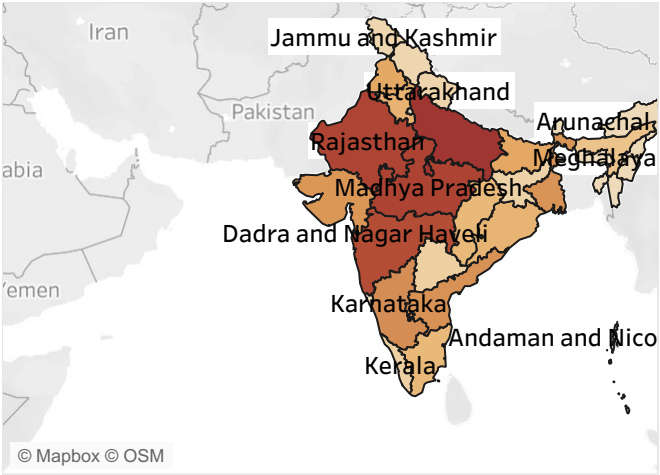 Iran
Jammu and Kashmir
Uttarakhand
Pakistan
Arunachal
Rajasthan
Meghalaya
abia
Madhya Pradesh
Dadra and Nagar Haveli
Yemen
Karnataka
Andaman and Nico
Kerala
© Mapbox © OSM